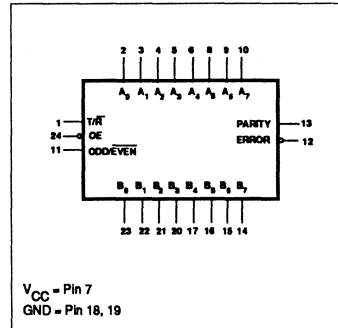 2 3 4 5 6 8 9 10
A0 A1 A2 A3 A4 A5 A6 A7
1 T/R̅
24 OE
11 ODD/E̅V̅E̅N̅
PARITY 13
ERROR 12
B0 B1 B2 B3 B4 B5 B6 B7
23 22 21 20 17 16 15 14
VCC = Pin 7
GND = Pin 18, 19